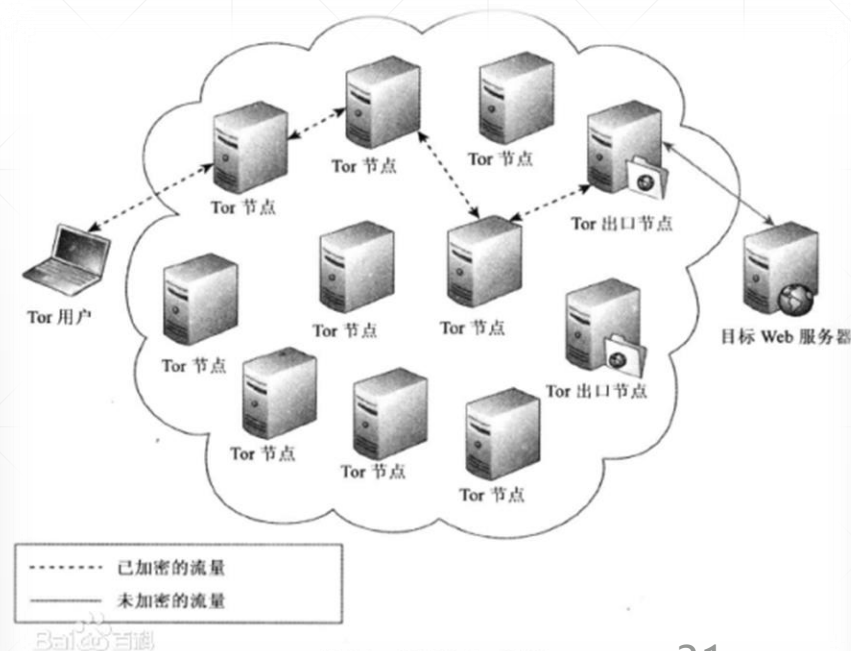 Tor 节点
Tor 节点
Tor 节点
Tor 出口节点
Tor 用户
Tor 节点
Tor 节点
目标 Web 服务器
Tor 节点
Tor 出口节点
Tor 节点
Tor 节点
Tor 节点
已加密的流量
未加密的流量
Bai 百科